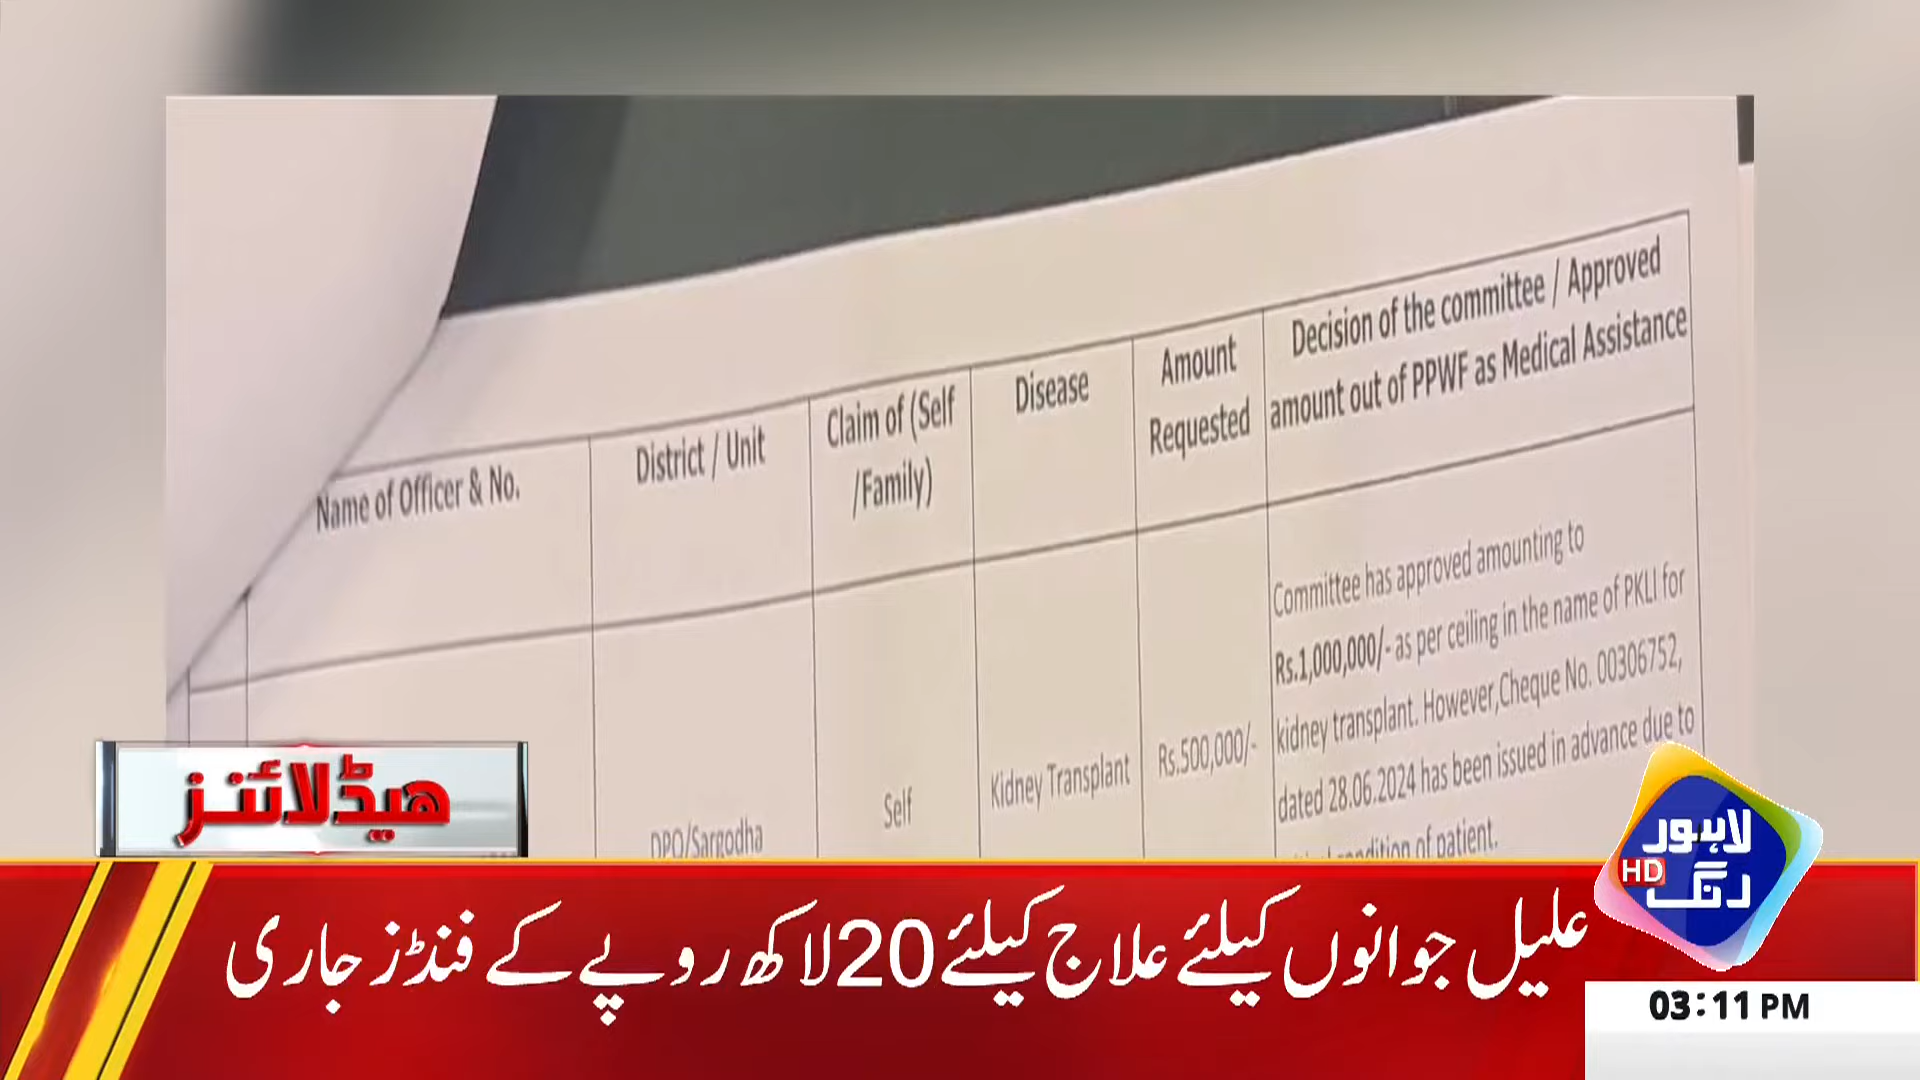 Name of Officer & No.
District / Unit
Claim of (Self
/Family)
Disease
Amount
Requested
Decision of the committee / Approved
amount out of PPWF as Medical Assistance
DPO/Sargodha
Self
Kidney Transplant
Rs.500,000/-
Committee has approved amounting to
Rs.1,000,000/- as per ceiling in the name of PKLI for
kidney transplant. However,Cheque No. 00306752,
dated 28.06.2024 has been issued in advance due to
condition of patient.
ہیڈلائنز
لاہور
رنگ
HD
علیل جوانوں کیلئے علاج کیلئے 20 لاکھ روپے کے فنڈز جاری
03:11 PM